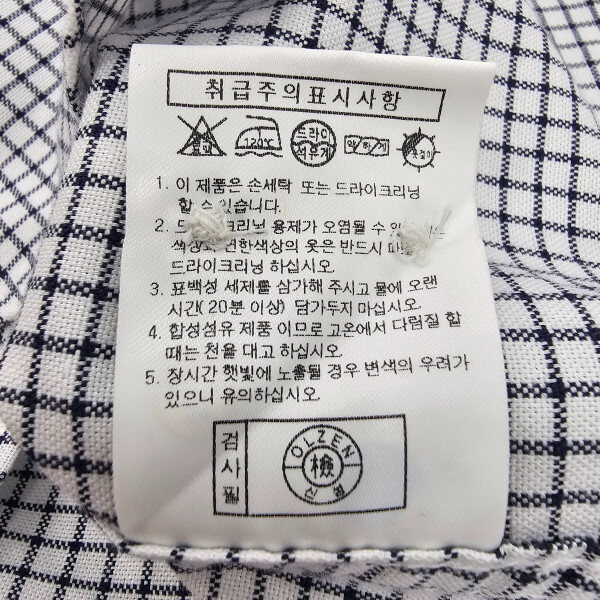 취급주의표시사항
120℃
드라이
석유계
약하게
옷걸이
1. 이 제품은 손세탁 또는 드라이크리닝
할 수 있습니다.
2. 드라이크리닝 용제가 오염될 수
색상의 옷은 반드시
드라이크리닝 하십시오.
3. 표백성 세제를 삼가해 주시고 물에 오랜
시간(20분 이상) 담가두지 마십시오.
4. 합성섬유 제품 이므로 고온에서 다림질 할
때는 천을 대고 하십시오.
5. 장시간 햇빛에 노출될 경우 변색의 우려가
있으니 유의하십시오.
검사필
OLZEN
檢